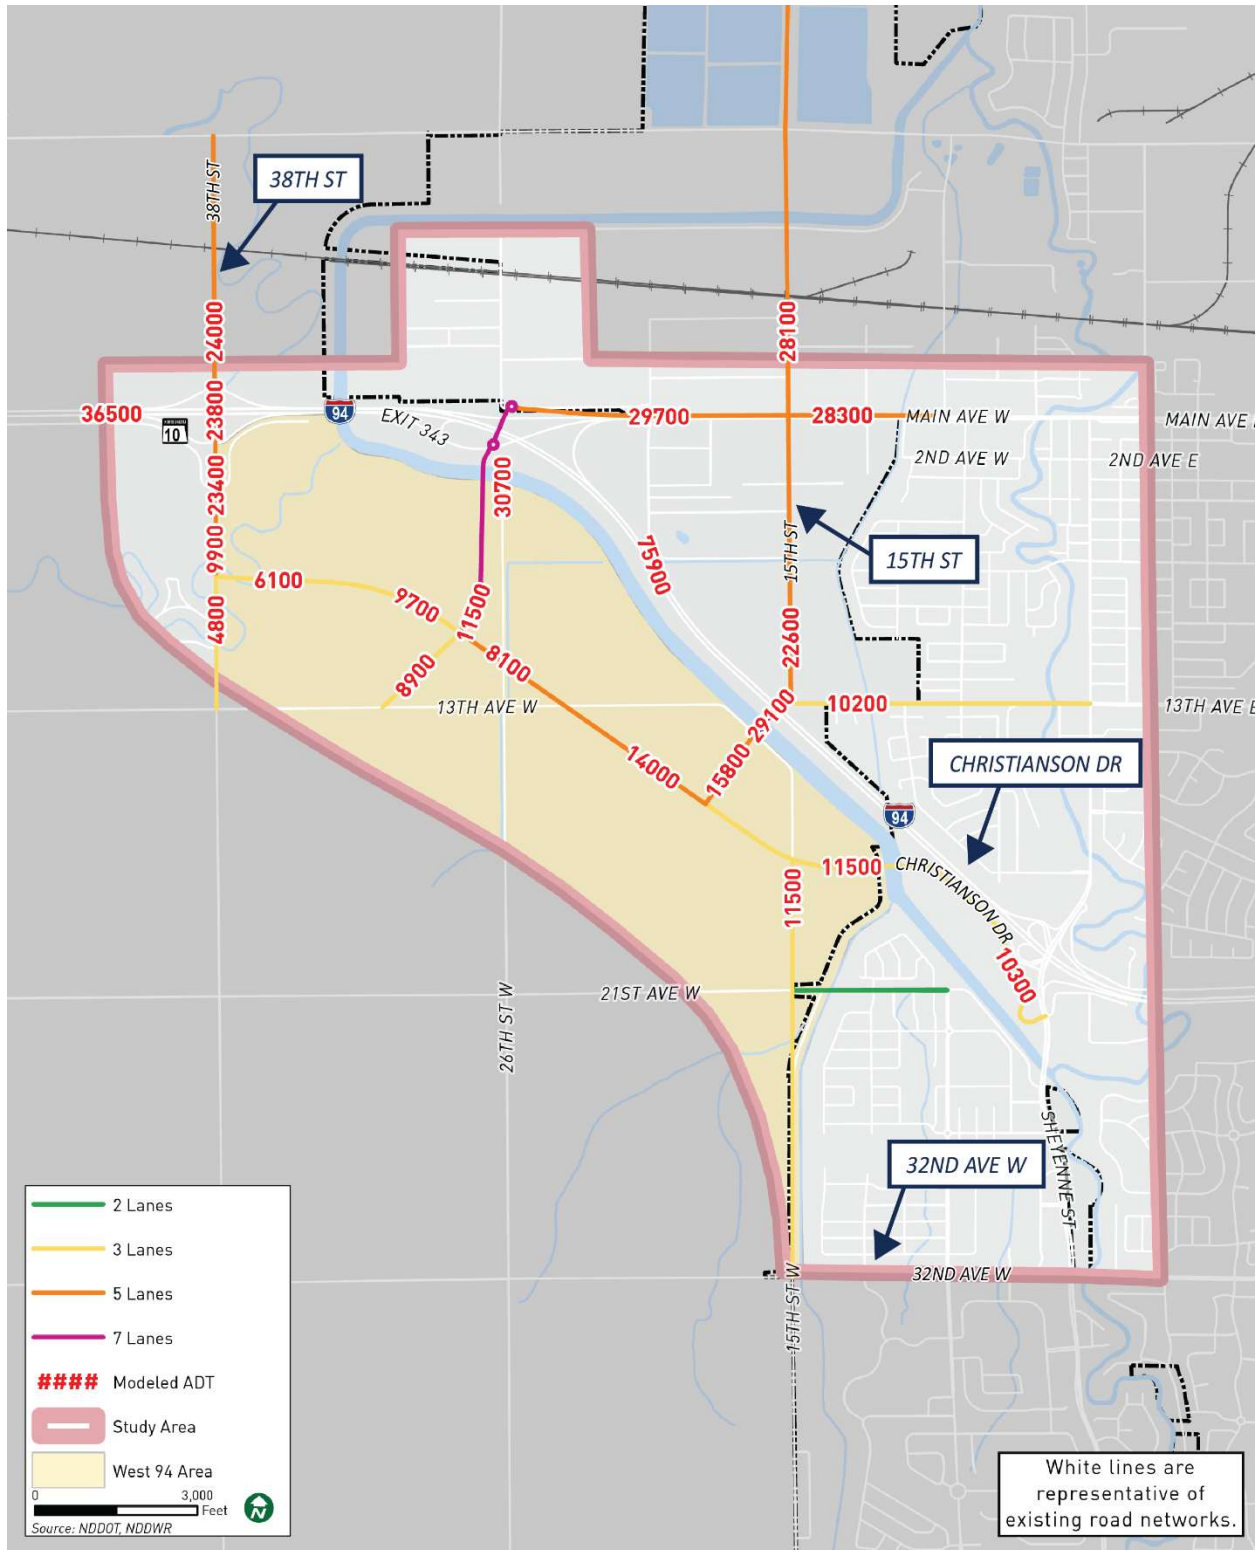 38TH ST
38TH ST
24000
28100
36500
23800
94
EXIT 343
29700
28300
MAIN AVE W
MAIN AVE E
10
23400
30700
2ND AVE W
2ND AVE E
9900
75900
15TH ST
15TH ST
6100
9700
11500
4800
8900
8100
22600
13TH AVE W
29100
10200
13TH AVE E
14000
15800
CHRISTIANSON DR
94
11500
CHRISTIANSON DR
11500
10300
21ST AVE W
26TH ST W
32ND AVE W
SHEYENNE ST
32ND AVE W
15TH ST W
2 Lanes
3 Lanes
5 Lanes
7 Lanes
#### Modeled ADT
Study Area
West 94 Area
0 3,000
Feet
N
Source: NDDOT, NDDWR
White lines are
representative of
existing road networks.